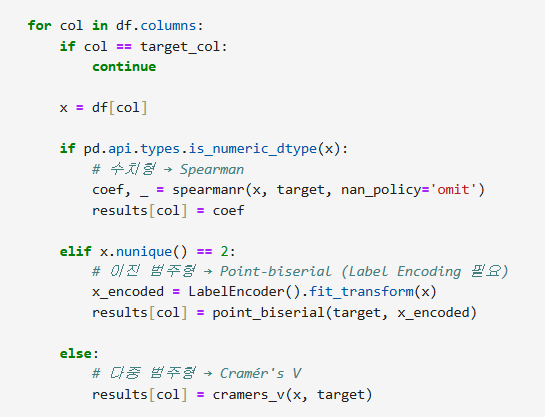 for col in df.columns:
    if col == target_col:
        continue

    x = df[col]

    if pd.api.types.is_numeric_dtype(x):
        # 수치형 → Spearman
        coef, _ = spearmanr(x, target, nan_policy='omit')
        results[col] = coef

    elif x.nunique() == 2:
        # 이진 범주형 → Point-biserial (Label Encoding 필요)
        x_encoded = LabelEncoder().fit_transform(x)
        results[col] = point_biserial(target, x_encoded)

    else:
        # 다중 범주형 → Cramér's V
        results[col] = cramers_v(x, target)